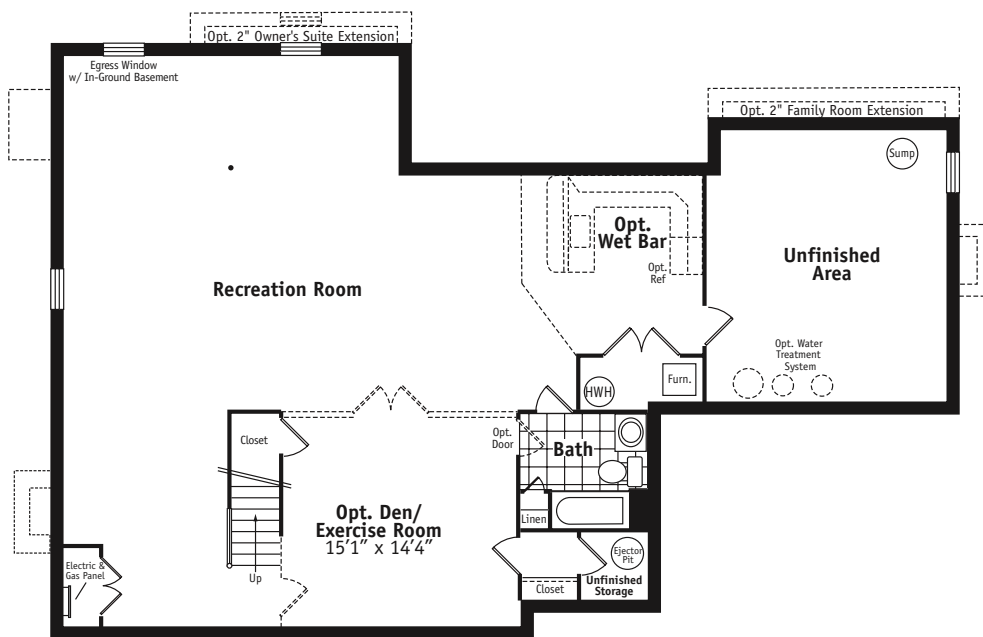 Opt. 2" Owner's Suite Extension
Egress Window
w/ In-Ground Basement
Opt. 2" Family Room Extension
Sump
Opt.
Wet Bar
Opt.
Ref
Unfinished
Area
Recreation Room
Opt. Water
Treatment
System
HWH
Furn.
Closet
Opt.
Door
Bath
Opt. Den/
Exercise Room
15'1" x 14'4"
Linen
Up
Electric &
Gas Panel
Ejector
Pit
Unfinished
Storage
Closet